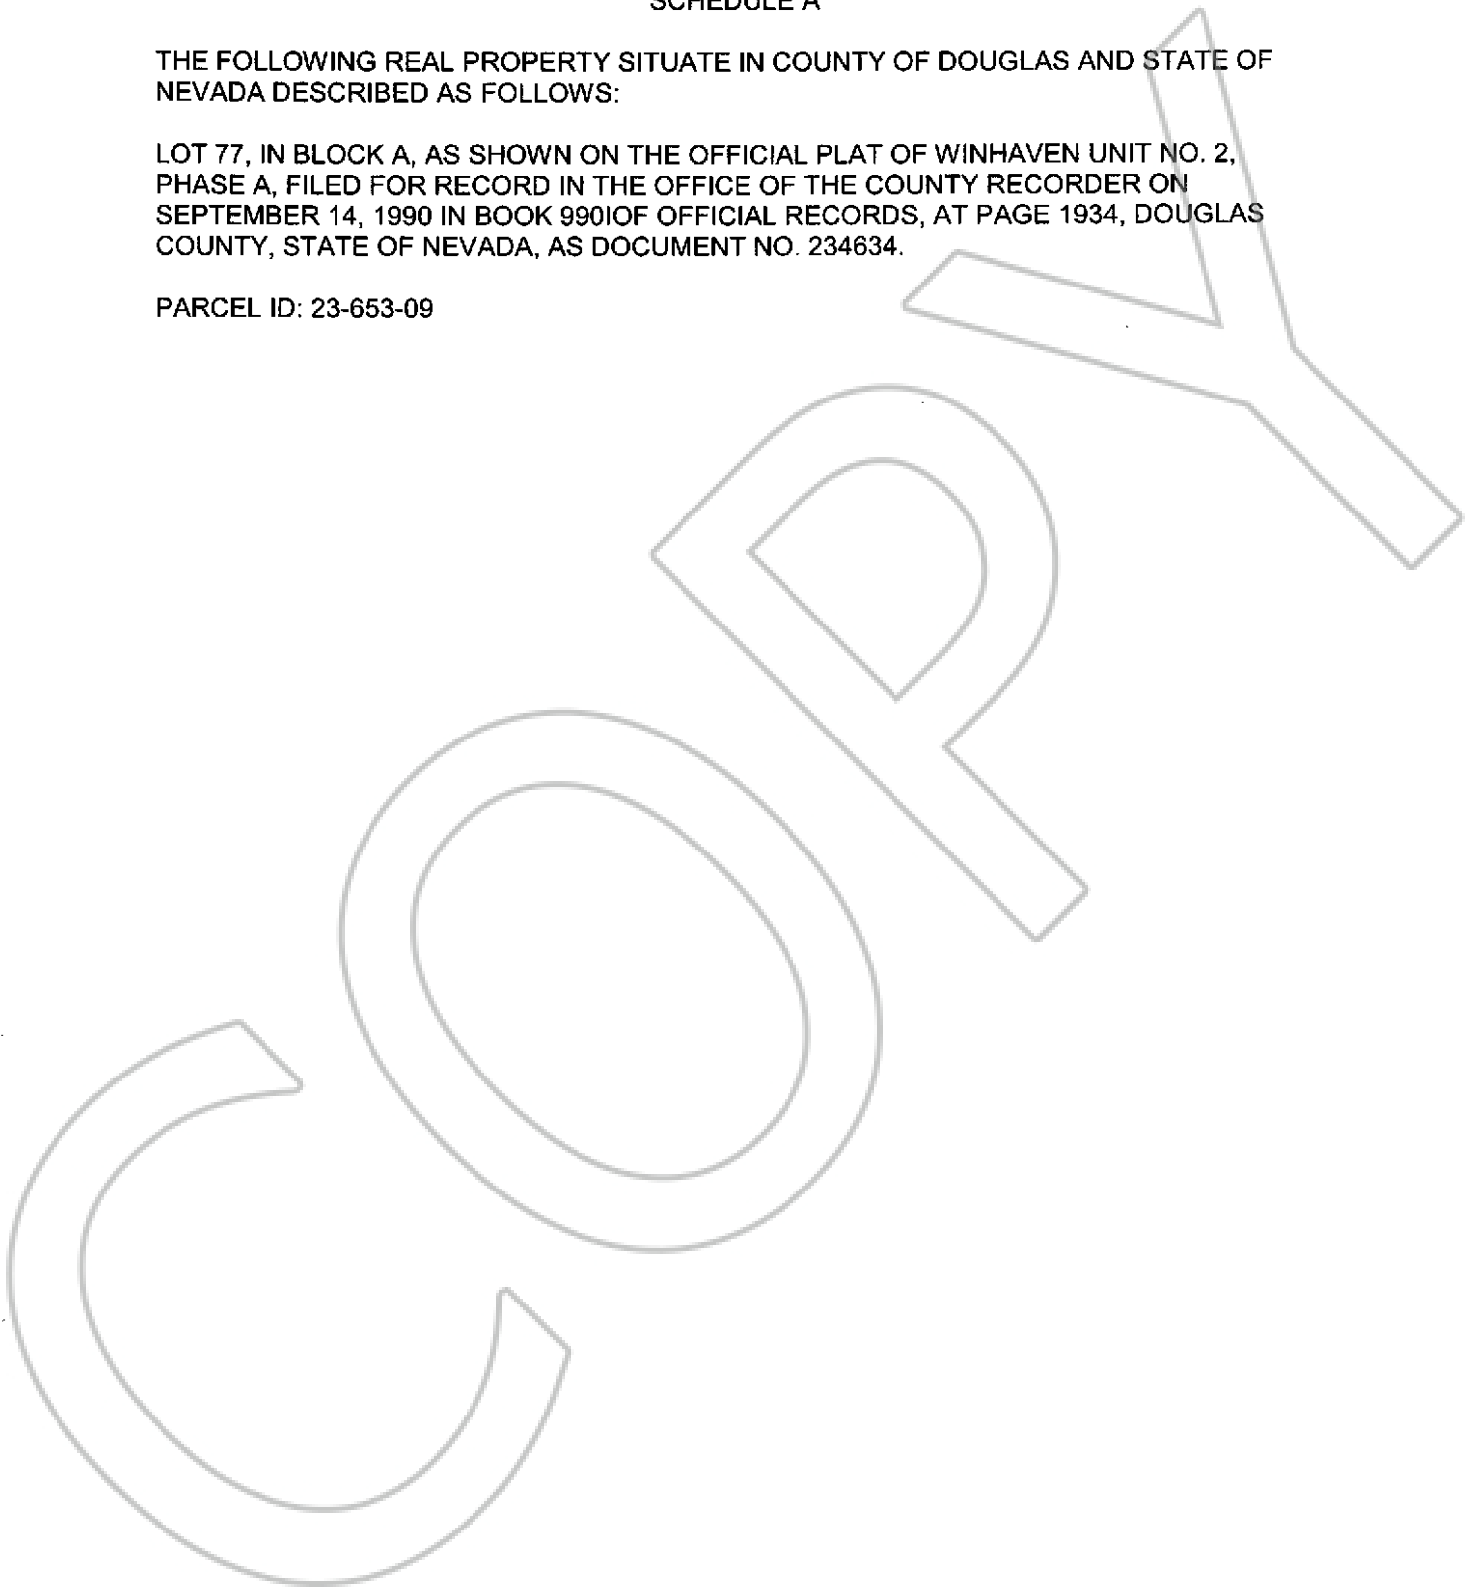 SCHEDULE A
THE FOLLOWING REAL PROPERTY SITUATE IN COUNTY OF DOUGLAS AND STATE OF
NEVADA DESCRIBED AS FOLLOWS:
LOT 77, IN BLOCK A, AS SHOWN ON THE OFFICIAL PLAT OF WINHAVEN UNIT NO. 2,
PHASE A, FILED FOR RECORD IN THE OFFICE OF THE COUNTY RECORDER ON
SEPTEMBER 14, 1990 IN BOOK 990IOF OFFICIAL RECORDS, AT PAGE 1934, DOUGLAS
COUNTY, STATE OF NEVADA, AS DOCUMENT NO. 234634.
PARCEL ID: 23-653-09
COPY